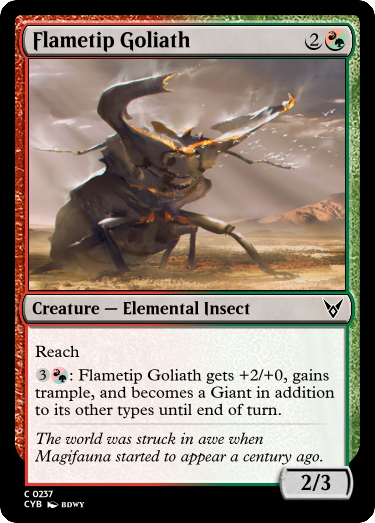 Flametip Goliath 2
Creature — Elemental Insect
Reach
3: Flametip Goliath gets +2/+0, gains
trample, and becomes a Giant in addition
to its other types until end of turn.
The world was struck in awe when
Magifauna started to appear a century ago.
2/3
C 0237
CYB BDWY